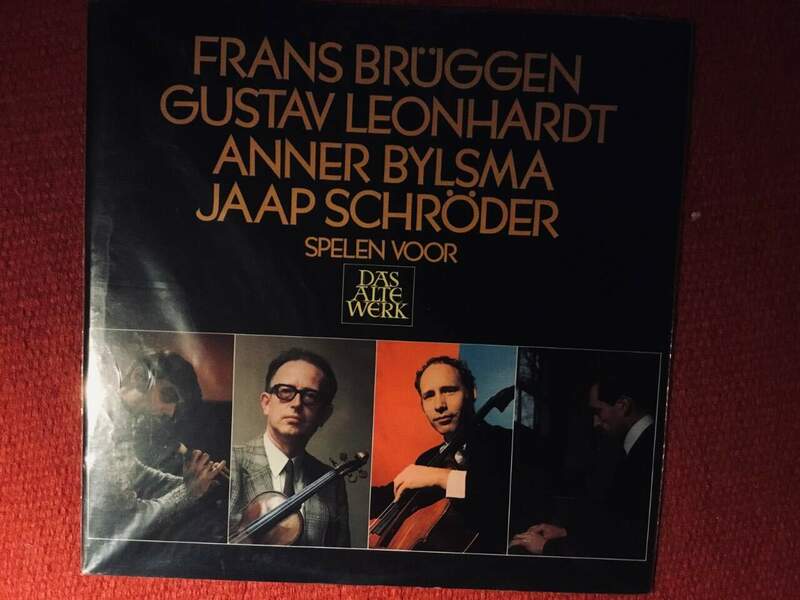 FRANS BRÜGGEN
GUSTAV LEONHARDT
ANNER BYLSMA
JAAP SCHRÖDER
SPELEN VOOR
DAS
ALTE
WERK